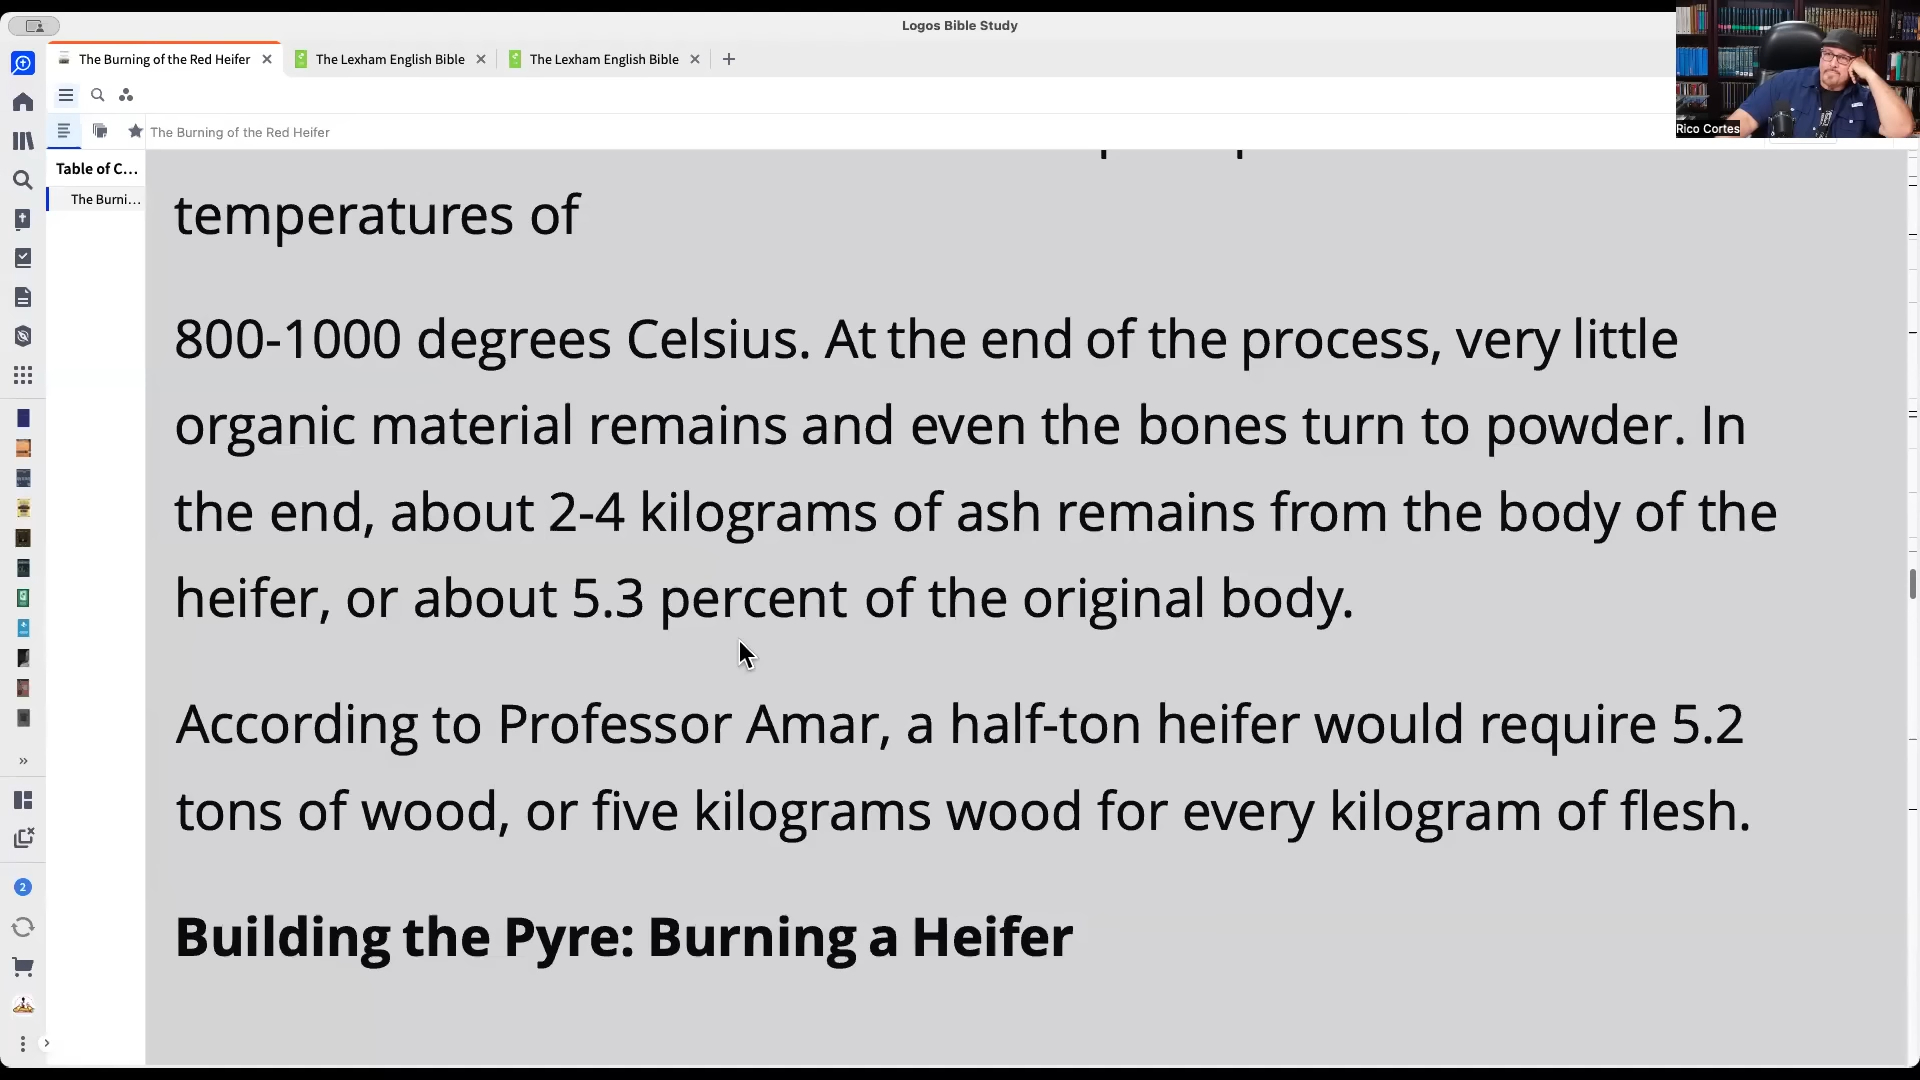 Logos Bible Study
The Burning of the Red Heifer
The Lexham English Bible
The Lexham English Bible
The Burning of the Red Heifer
Rico Cortes
Table of C...
The Burni...
temperatures of
800-1000 degrees Celsius. At the end of the process, very little
organic material remains and even the bones turn to powder. In
the end, about 2-4 kilograms of ash remains from the body of the
heifer, or about 5.3 percent of the original body.
According to Professor Amar, a half-ton heifer would require 5.2
tons of wood, or five kilograms wood for every kilogram of flesh.
Building the Pyre: Burning a Heifer
2